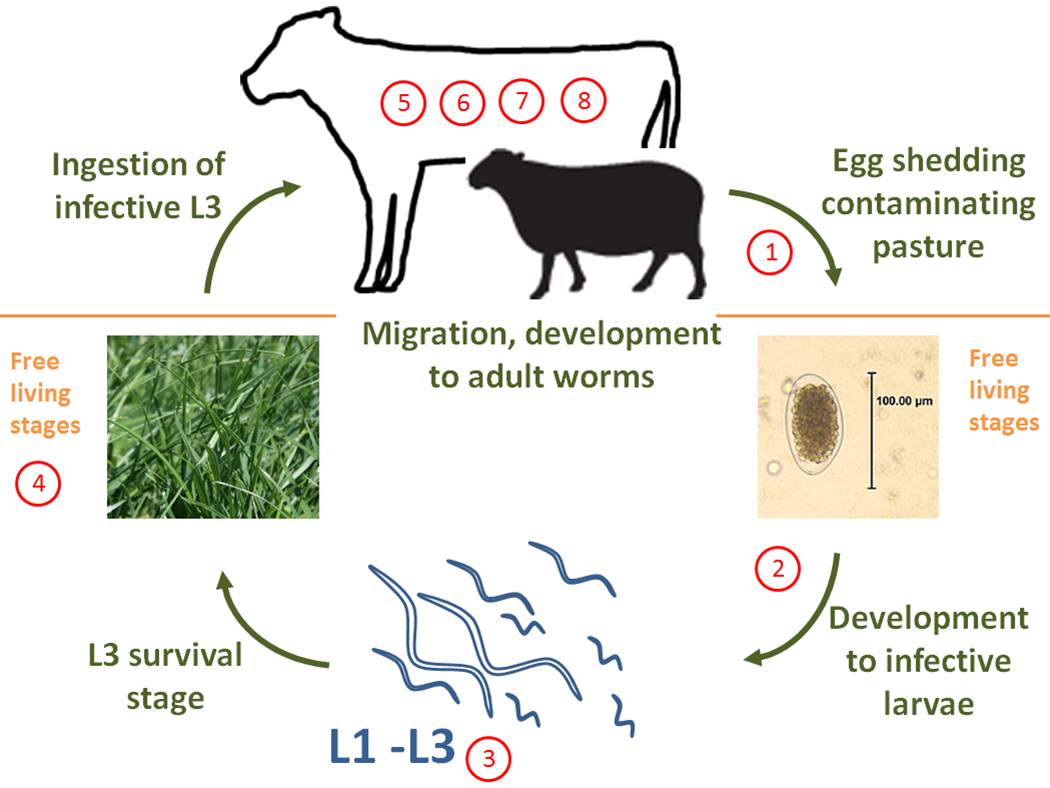 5 6 7 8
Ingestion of
infective L3
Egg shedding
contaminating
pasture
1
Migration, development
to adult worms
Free
living
stages
4
100.00 µm
Free
living
stages
2
Development
to infective
larvae
L3 survival
stage
L1 -L3 3